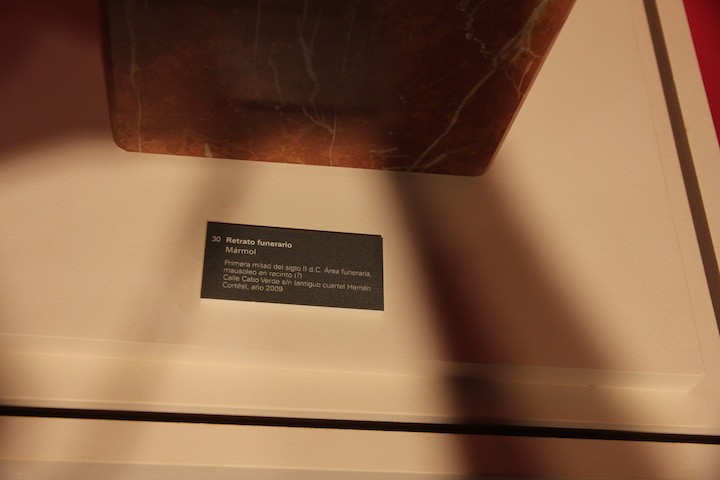 30 Retrato funerario
Mármol
Primera mitad del siglo II d.C. Área funeraria,
mausoleo en recinto (?)
Calle Cabo Verde s/n (antiguo cuartel Hernán
Cortés), año 2009